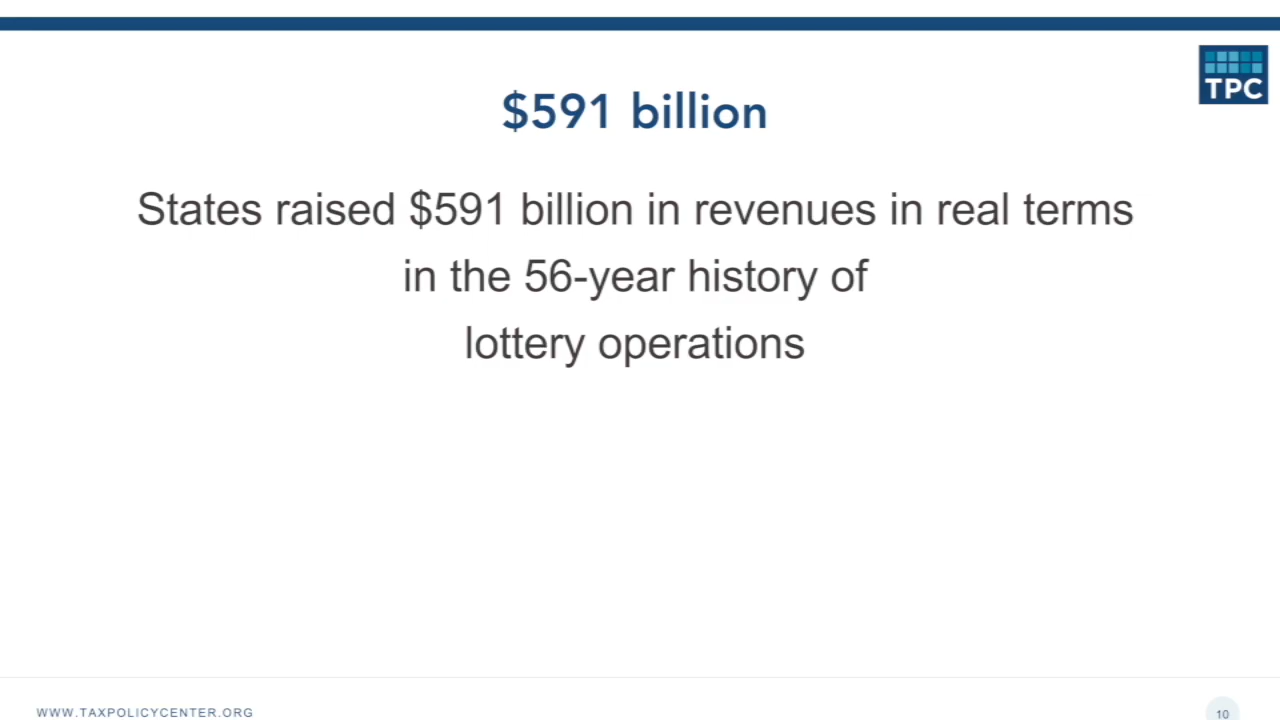 TPC
$591 billion
States raised $591 billion in revenues in real terms
in the 56-year history of
lottery operations
WWW.TAXPOLICYCENTER.ORG
10